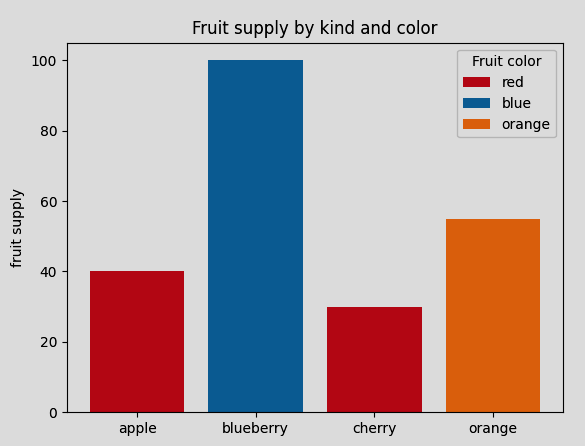 Fruit supply by kind and color
Fruit color
red
blue
orange
100
80
60
40
20
0
fruit supply
apple blueberry cherry orange